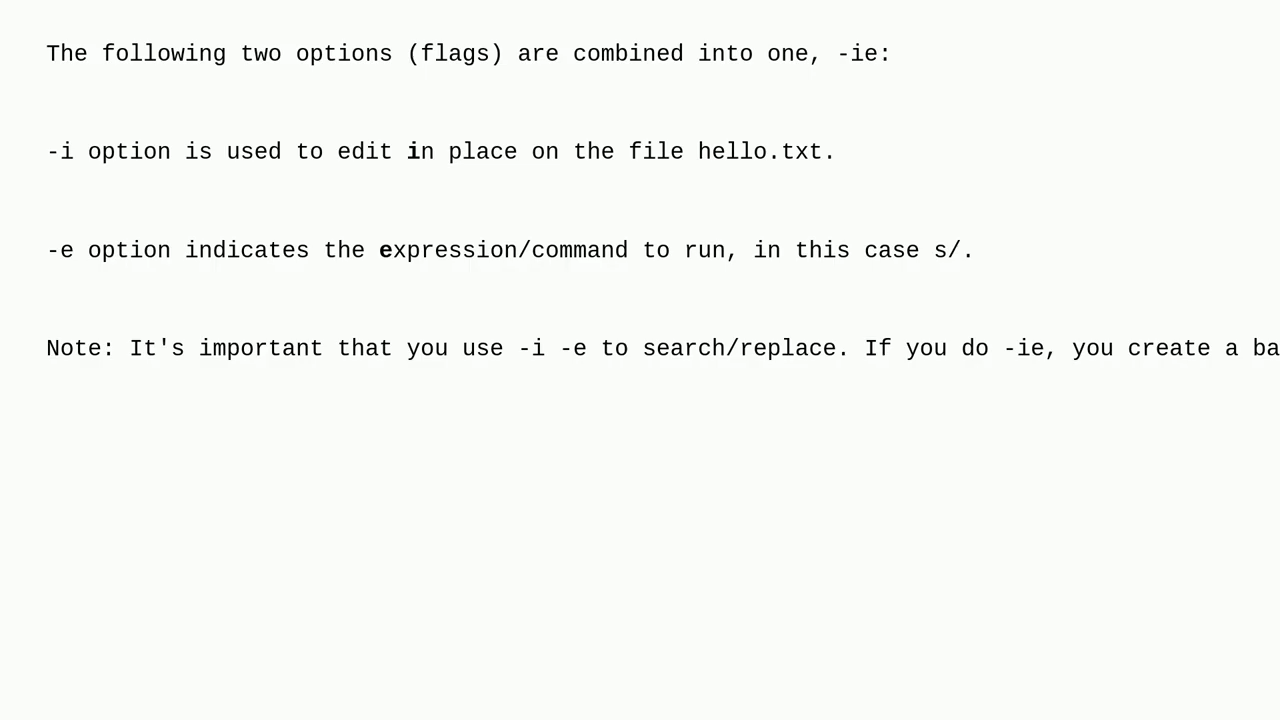 The following two options (flags) are combined into one, -ie:
-i option is used to edit in place on the file hello.txt.
-e option indicates the expression/command to run, in this case s/.
Note: It's important that you use -i -e to search/replace. If you do -ie, you create a ba